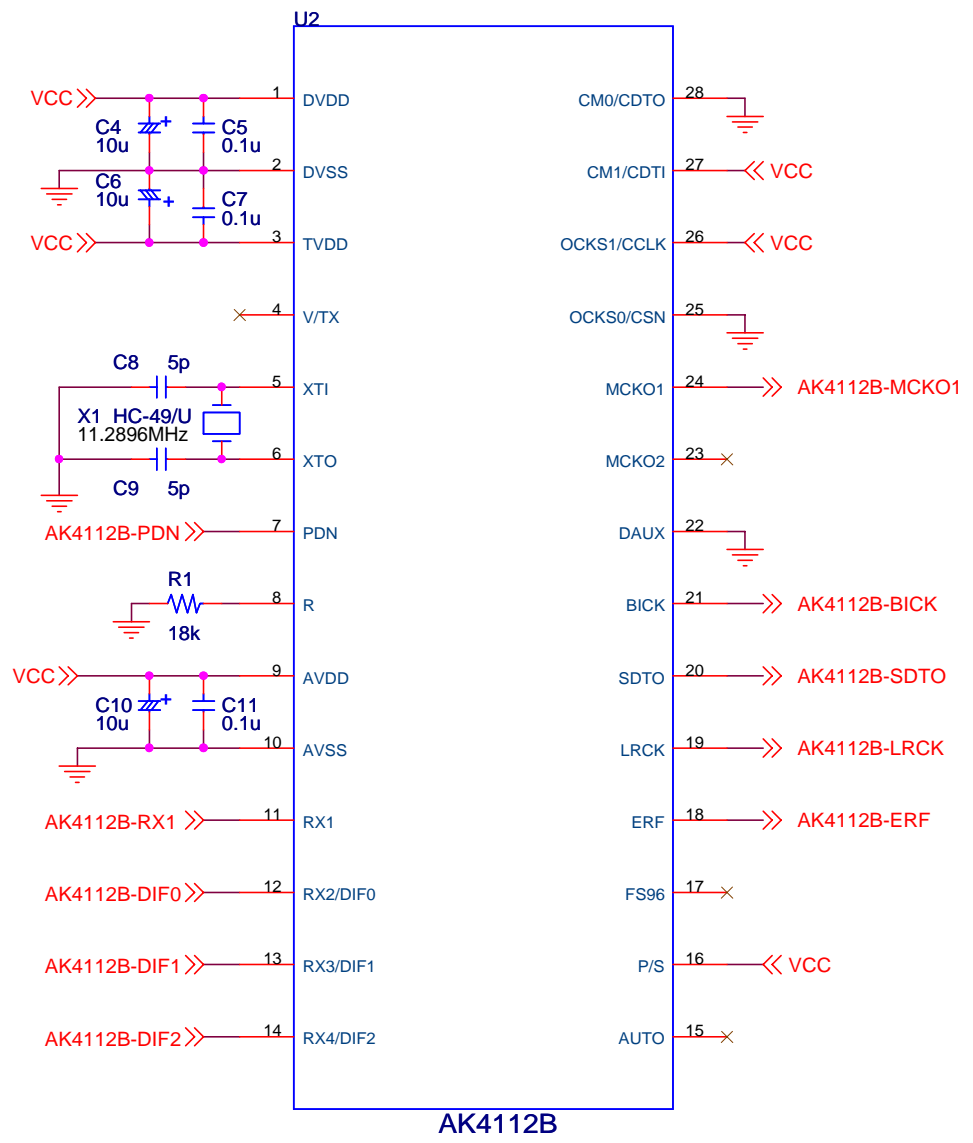 U2
VCC 1 DVDD CM0/CDTO 28
C4 10u
C5 0.1u
2 DVSS CM1/CDTI 27 VCC
C6 10u
C7 0.1u
VCC 3 TVDD OCKS1/CCLK 26 VCC
4 V/TX OCKS0/CSN 25
C8 5p
5 XTI MCKO1 24 AK4112B-MCKO1
X1 HC-49/U
11.2896MHz
6 XTO MCKO2 23
C9 5p
AK4112B-PDN 7 PDN DAUX 22
R1
18k
8 R BICK 21 AK4112B-BICK
VCC 9 AVDD SDTO 20 AK4112B-SDTO
C10 10u
C11 0.1u
10 AVSS LRCK 19 AK4112B-LRCK
AK4112B-RX1 11 RX1 ERF 18 AK4112B-ERF
AK4112B-DIF0 12 RX2/DIF0 FS96 17
AK4112B-DIF1 13 RX3/DIF1 P/S 16 VCC
AK4112B-DIF2 14 RX4/DIF2 AUTO 15
AK4112B